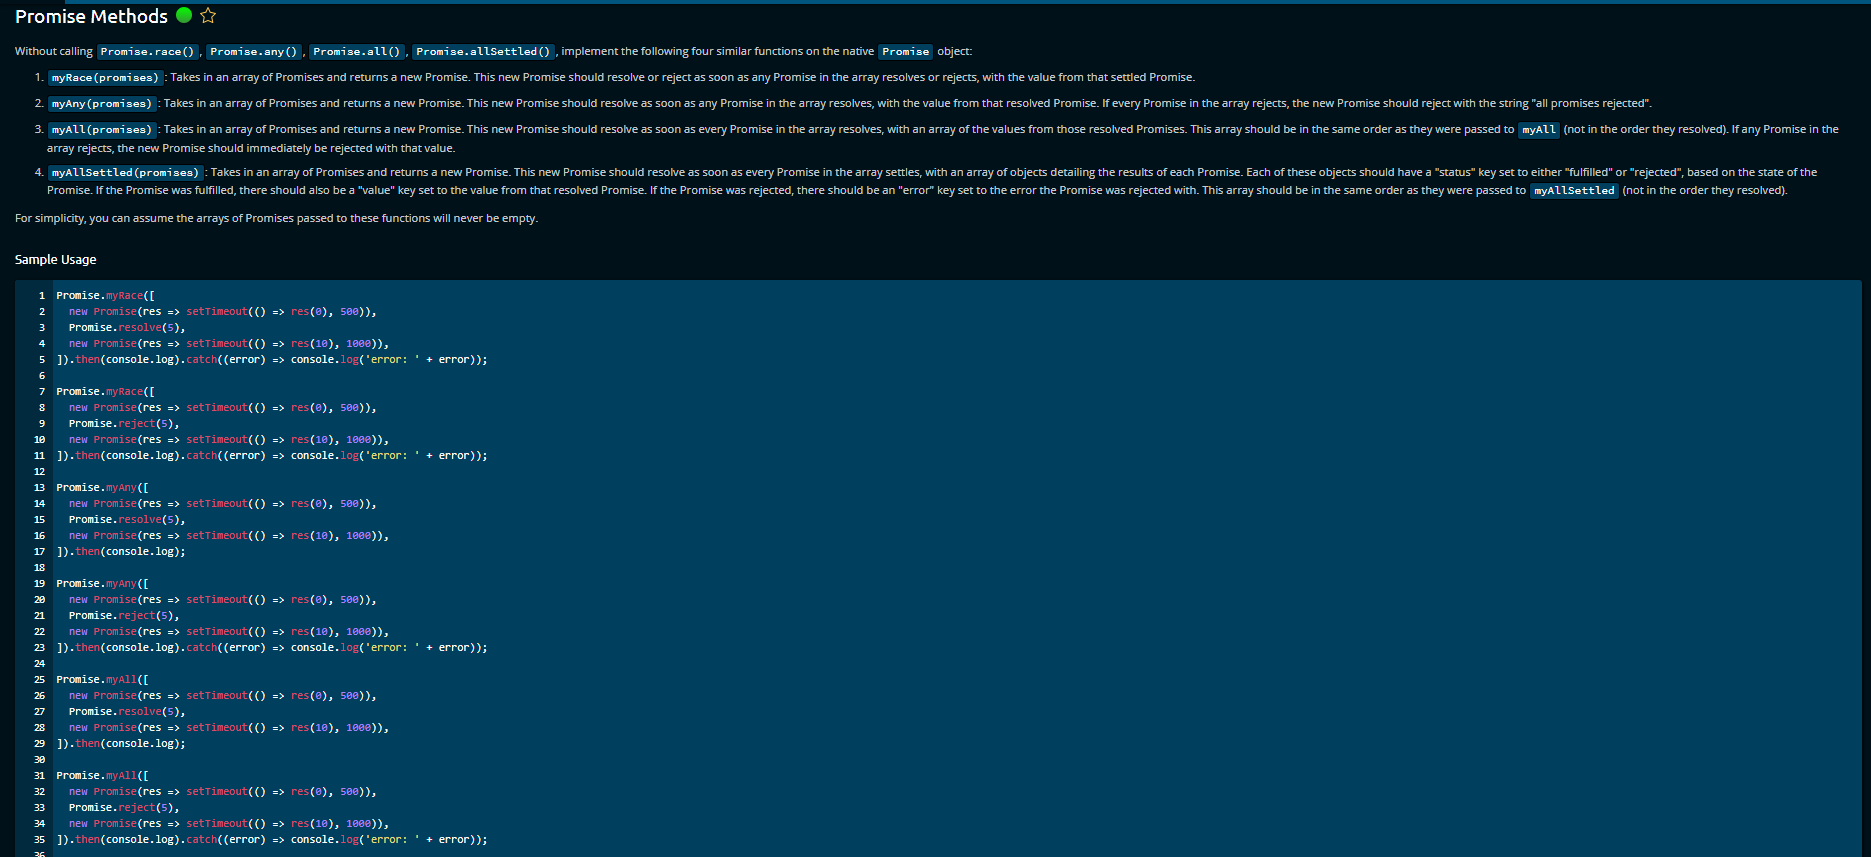 Promise Methods
Without calling Promise.race(), Promise.any(), Promise.all(), Promise.allSettled(), implement the following four similar functions on the native Promise object:
1. myRace(promises): Takes in an array of Promises and returns a new Promise. This new Promise should resolve or reject as soon as any Promise in the array resolves or rejects, with the value from that settled Promise.
2. myAny(promises): Takes in an array of Promises and returns a new Promise. This new Promise should resolve as soon as any Promise in the array resolves, with the value from that resolved Promise. If every Promise in the array rejects, the new Promise should reject with the string "all promises rejected".
3. myAll(promises): Takes in an array of Promises and returns a new Promise. This new Promise should resolve as soon as every Promise in the array resolves, with an array of the values from those resolved Promises. This array should be in the same order as they were passed to myAll (not in the order they resolved). If any Promise in the
array rejects, the new Promise should immediately be rejected with that value.
4. myAllSettled(promises): Takes in an array of Promises and returns a new Promise. This new Promise should resolve as soon as every Promise in the array settles, with an array of objects detailing the results of each Promise. Each of these objects should have a "status" key set to either "fulfilled" or "rejected", based on the state of the
Promise. If the Promise was fulfilled, there should also be a "value" key set to the value from that resolved Promise. If the Promise was rejected, there should be an "error" key set to the error the Promise was rejected with. This array should be in the same order as they were passed to myAllSettled (not in the order they resolved).
For simplicity, you can assume the arrays of Promises passed to these functions will never be empty.
Sample Usage
1 Promise.myRace([
2 new Promise(res => setTimeout(() => res(0), 500)),
3 Promise.resolve(5),
4 new Promise(res => setTimeout(() => res(10), 1000)),
5 ]).then(console.log).catch((error) => console.log('error: ' + error));
6
7 Promise.myRace([
8 new Promise(res => setTimeout(() => res(0), 500)),
9 Promise.reject(5),
10 new Promise(res => setTimeout(() => res(10), 1000)),
11 ]).then(console.log).catch((error) => console.log('error: ' + error));
12
13 Promise.myAny([
14 new Promise(res => setTimeout(() => res(0), 500)),
15 Promise.resolve(5),
16 new Promise(res => setTimeout(() => res(10), 1000)),
17 ]).then(console.log);
18
19 Promise.myAny([
20 new Promise(res => setTimeout(() => res(0), 500)),
21 Promise.reject(5),
22 new Promise(res => setTimeout(() => res(10), 1000)),
23 ]).then(console.log).catch((error) => console.log('error: ' + error));
24
25 Promise.myAll([
26 new Promise(res => setTimeout(() => res(0), 500)),
27 Promise.resolve(5),
28 new Promise(res => setTimeout(() => res(10), 1000)),
29 ]).then(console.log);
30
31 Promise.myAll([
32 new Promise(res => setTimeout(() => res(0), 500)),
33 Promise.reject(5),
34 new Promise(res => setTimeout(() => res(10), 1000)),
35 ]).then(console.log).catch((error) => console.log('error: ' + error));
36